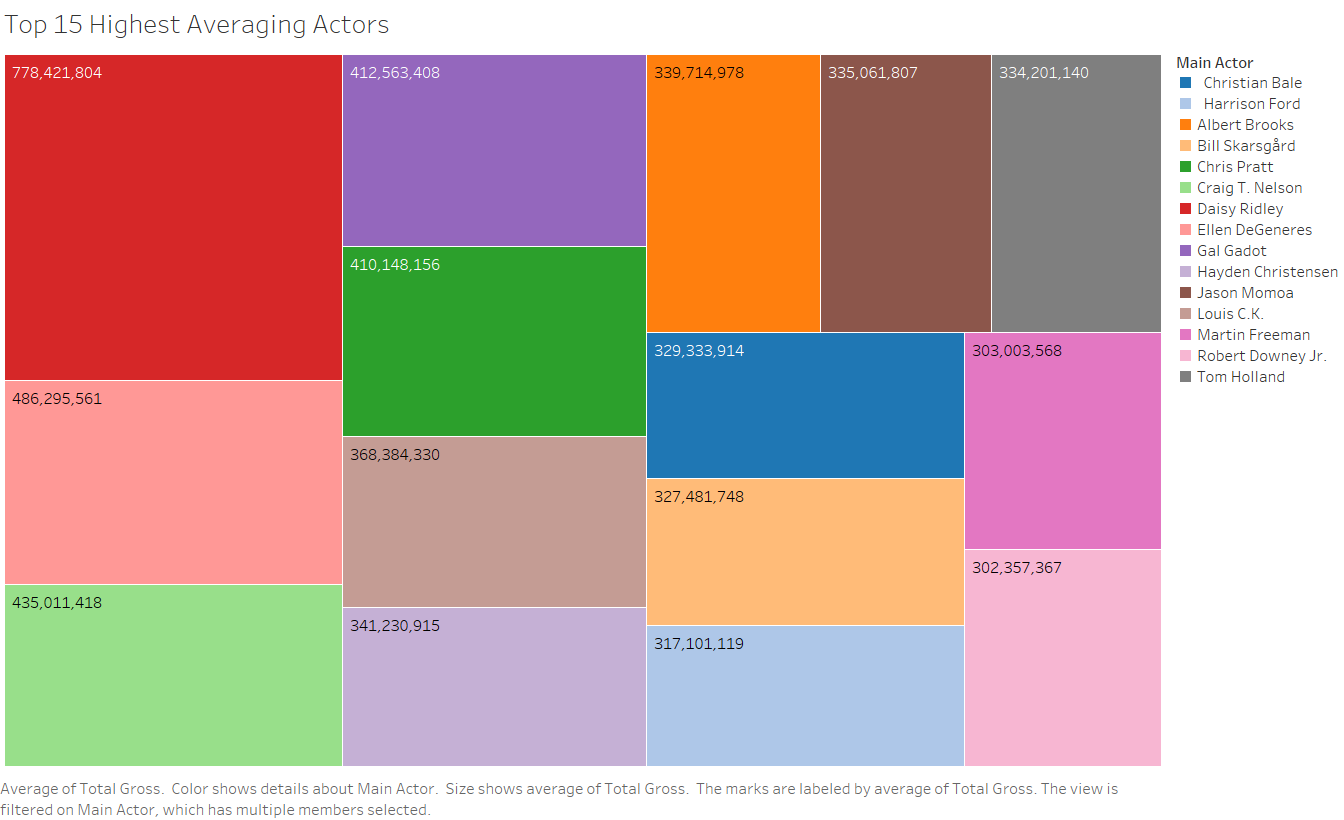 Top 15 Highest Averaging Actors
778,421,804
486,295,561
435,011,418
412,563,408
410,148,156
368,384,330
341,230,915
339,714,978
335,061,807
334,201,140
329,333,914
327,481,748
317,101,119
303,003,568
302,357,367
Main Actor
Christian Bale
Harrison Ford
Albert Brooks
Bill Skarsgård
Chris Pratt
Craig T. Nelson
Daisy Ridley
Ellen DeGeneres
Gal Gadot
Hayden Christensen
Jason Momoa
Louis C.K.
Martin Freeman
Robert Downey Jr.
Tom Holland
Average of Total Gross.  Color shows details about Main Actor.  Size shows average of Total Gross.  The marks are labeled by average of Total Gross. The view is
filtered on Main Actor, which has multiple members selected.